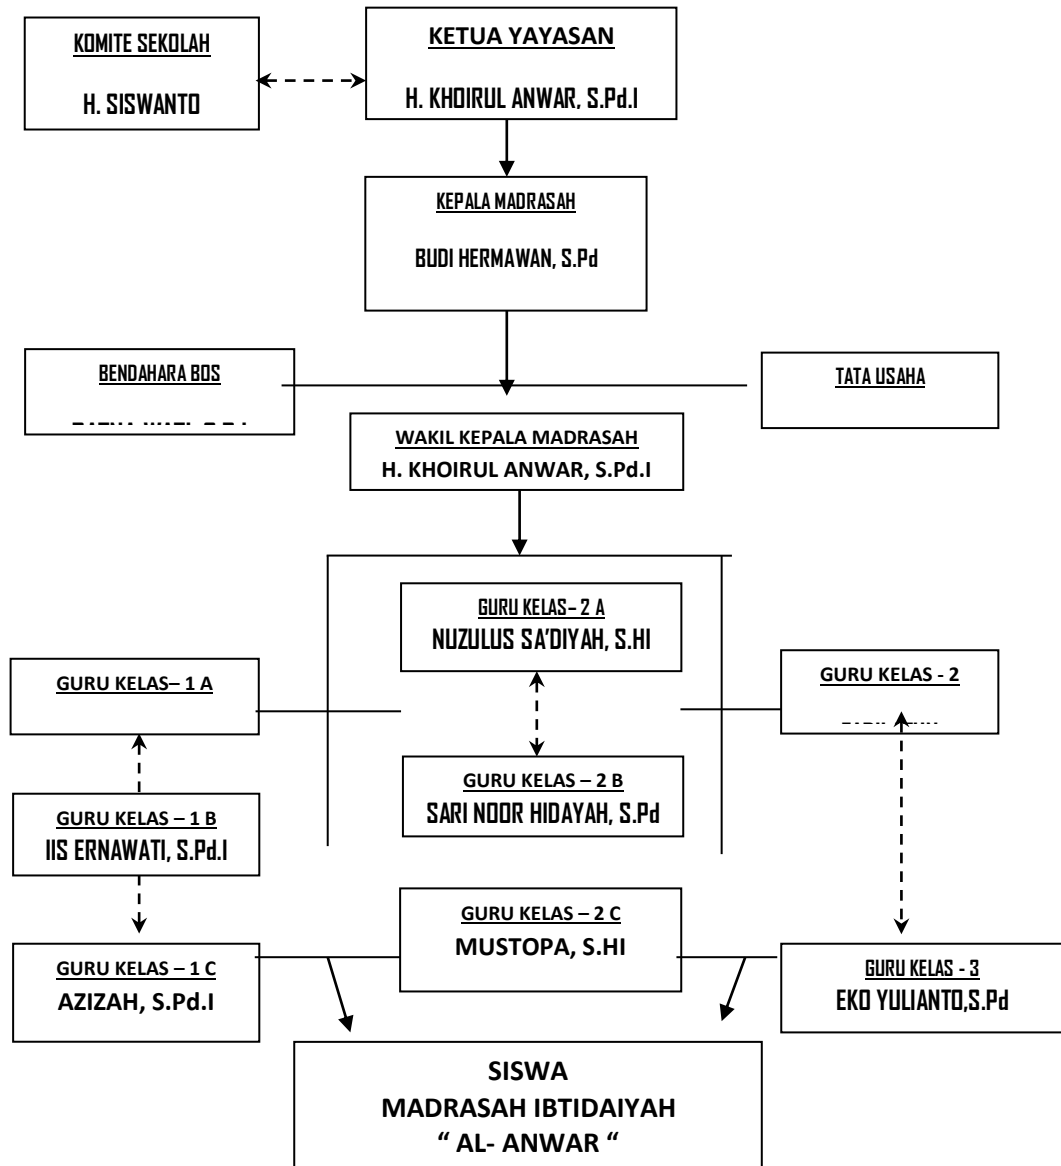 KOMITE SEKOLAH
H. SISWANTO
KETUA YAYASAN
H. KHOIRUL ANWAR, S.Pd.I
KEPALA MADRASAH
BUDI HERMAWAN, S.Pd
BENDAHARA BOS
TATA USAHA
WAKIL KEPALA MADRASAH
H. KHOIRUL ANWAR, S.Pd.I
GURU KELAS– 2 A
NUZULUS SA'DIYAH, S.HI
GURU KELAS– 1 A
GURU KELAS - 2
GURU KELAS – 2 B
SARI NOOR HIDAYAH, S.Pd
GURU KELAS – 1 B
IIS ERNAWATI, S.Pd.I
GURU KELAS – 2 C
MUSTOPA, S.HI
GURU KELAS – 1 C
AZIZAH, S.Pd.I
GURU KELAS - 3
EKO YULIANTO,S.Pd
SISWA
MADRASAH IBTIDAIYAH
“ AL- ANWAR “